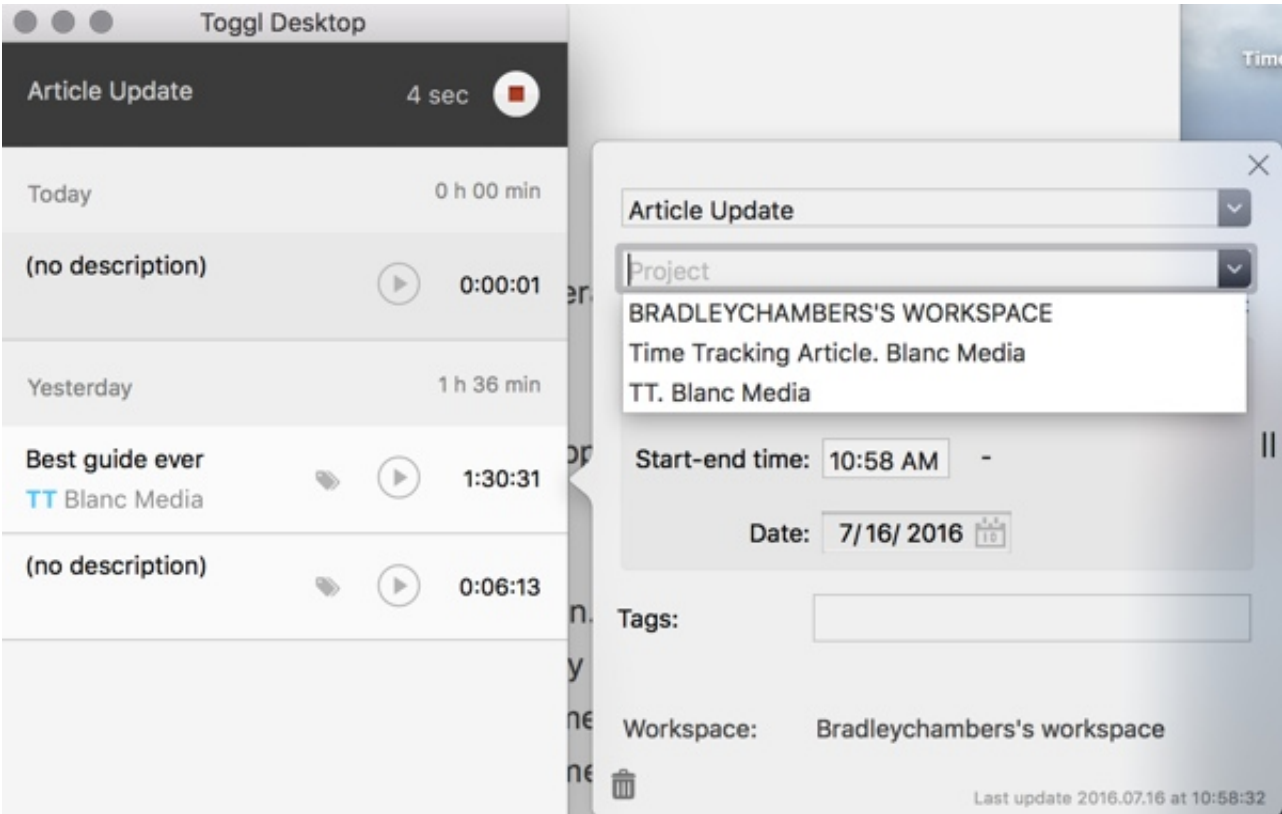 Toggl Desktop
Article Update 4 sec
Today 0 h 00 min
(no description) 0:00:01
Yesterday 1 h 36 min
Best guide ever 1:30:31
TT Blanc Media
(no description) 0:06:13
Article Update
Project
BRADLEYCHAMBERS'S WORKSPACE
Time Tracking Article. Blanc Media
TT. Blanc Media
Start-end time: 10:58 AM -
Date: 7/16/ 2016
Tags:
Workspace: Bradleychambers's workspace
Last update 2016.07.16 at 10:58:32